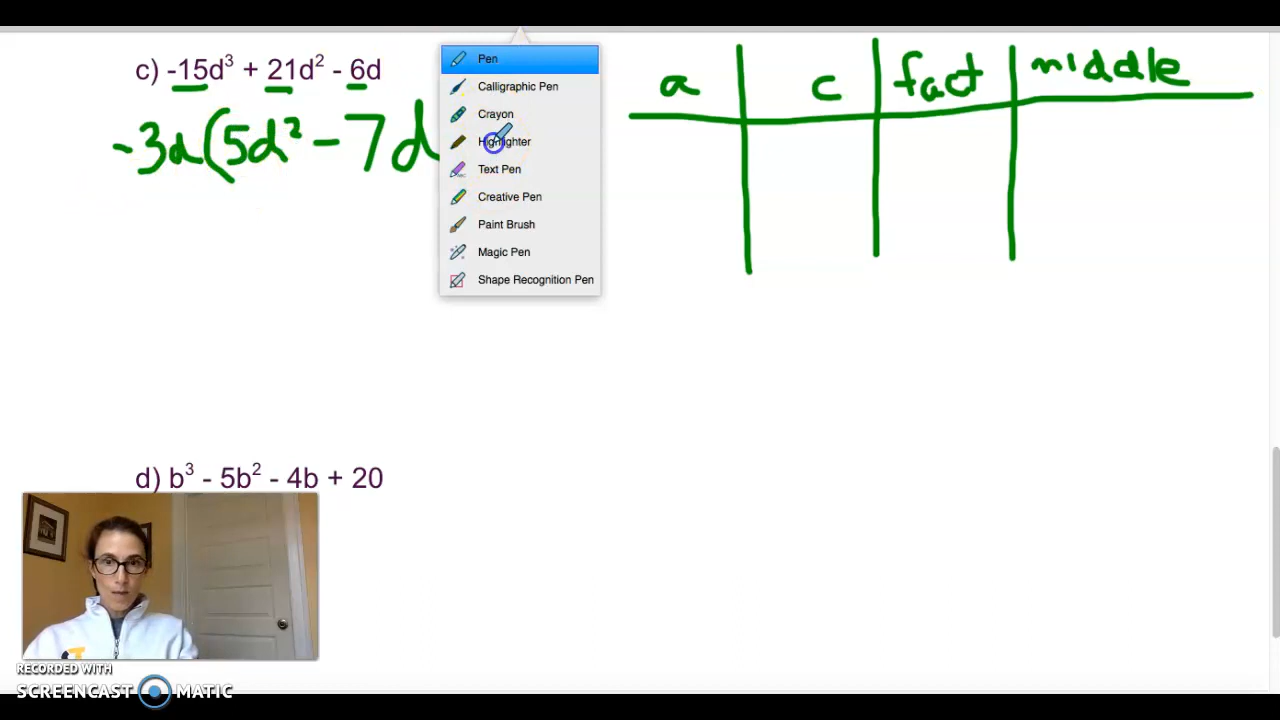 c) -15d³ + 21d² - 6d
-3d(5d² - 7d
Pen
Calligraphic Pen
Crayon
Highlighter
Text Pen
Creative Pen
Paint Brush
Magic Pen
Shape Recognition Pen
a c fact middle
d) b³ - 5b² - 4b + 20
RECORDED WITH
SCREENCAST MATIC